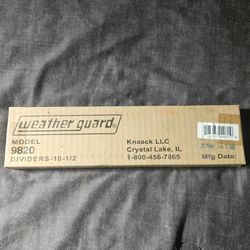 weather guard
MODEL
9820
DIVIDERS-10-1/2
Knaack LLC
Crystal Lake, IL
1-800-456-7865
Mfg Date: